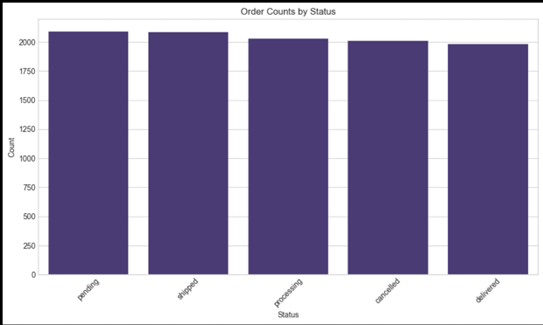 Order Counts by Status
Count
2000
1750
1500
1250
1000
750
500
250
0
pending
shipped
processing
cancelled
delivered
Status